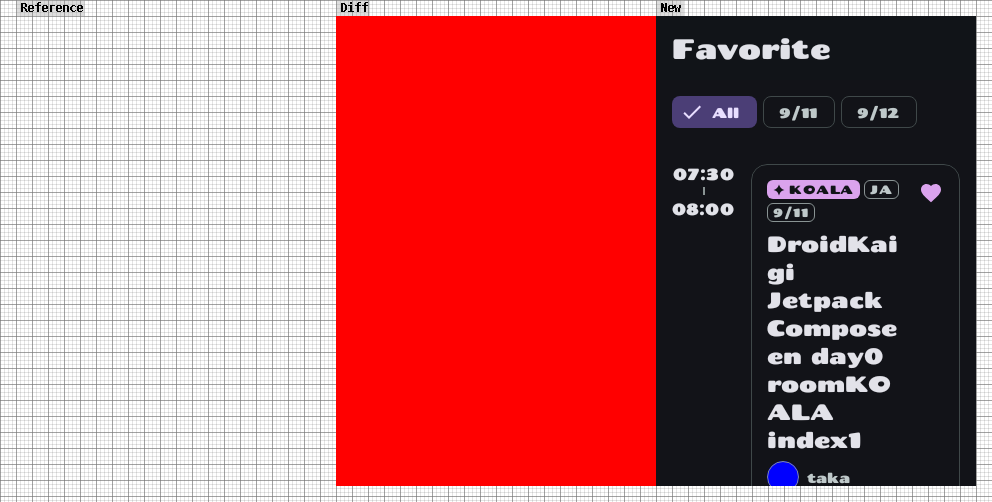 Reference
Diff
New
Favorite
All
9/11
9/12
07:30
08:00
KOALA
JA
9/11
DroidKai
gi
Jetpack
Compose
en day0
roomKO
ALA
index1
taka